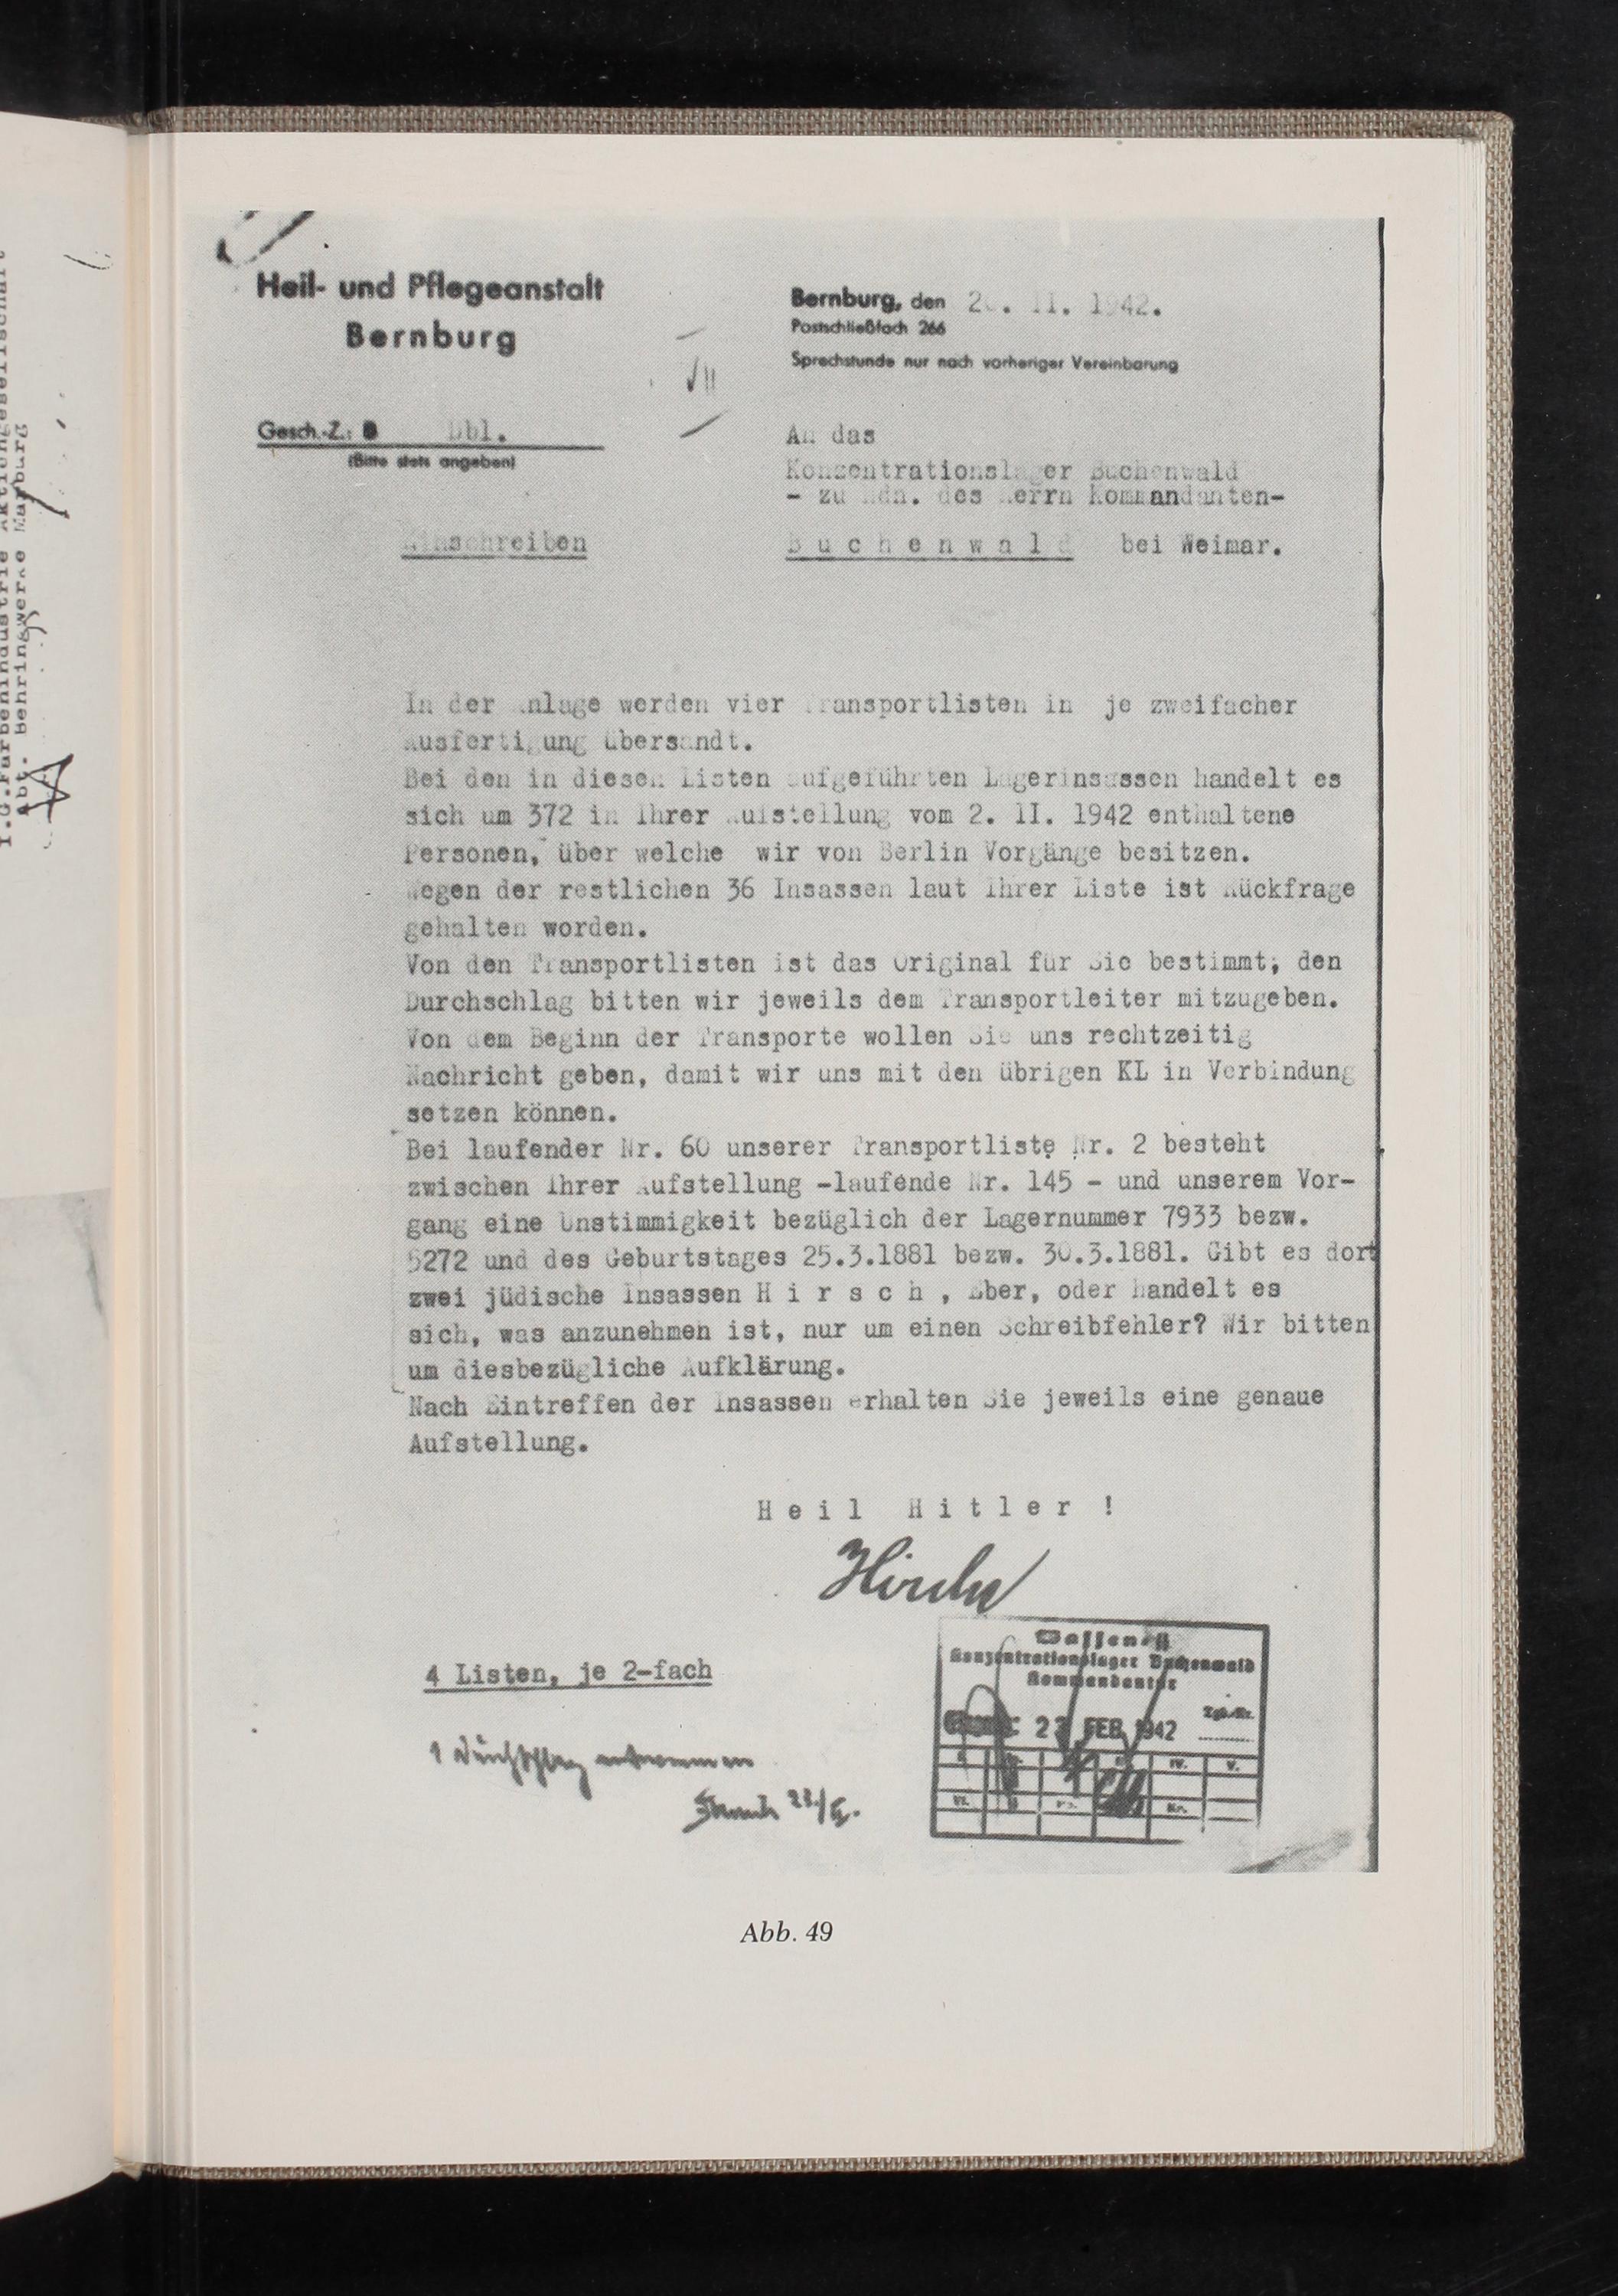 Heil- und Pflegeanstalt
Bernburg
Bernburg, den 2 . II. 1942.
Postschließfach 266
Sprechstunde nur nach vorheriger Vereinbarung
Gesch.-Z.: B Dbl.
(Bitte stets angeben)
An das
Konzentrationslager Buchenwald
- zu Hdn. des Herrn Kommandanten-
Einschreiben
B u c h e n w a l d bei Weimar.
In der Anlage werden vier Transportlisten in je zweifacher
Ausfertigung übersandt.
Bei den in diesen Listen aufgeführten Lagerinsassen handelt es
sich um 372 in Ihrer Aufstellung vom 2. II. 1942 enthaltene
Personen, über welche wir von Berlin Vorgänge besitzen.
Wegen der restlichen 36 Insassen laut Ihrer Liste ist Rückfrage
gehalten worden.
Von den Transportlisten ist das Original für Sie bestimmt, den
Durchschlag bitten wir jeweils dem Transportleiter mitzugeben.
Von dem Beginn der Transporte wollen Sie uns rechtzeitig
Nachricht geben, damit wir uns mit den übrigen KL in Verbindung
setzen können.
Bei laufender Nr. 60 unserer Transportliste Nr. 2 besteht
zwischen Ihrer Aufstellung -laufende Nr. 145 - und unserem Vor-
gang eine Unstimmigkeit bezüglich der Lagernummer 7933 bezw.
5272 und des Geburtstages 25.3.1881 bezw. 30.3.1881. Gibt es dort
zwei jüdische Insassen H i r s c h , Eber, oder handelt es
sich, was anzunehmen ist, nur um einen Schreibfehler? Wir bitten
um diesbezügliche Aufklärung.
Nach Eintreffen der Insassen erhalten Sie jeweils eine genaue
Aufstellung.
H e i l H i t l e r !
4 Listen, je 2-fach
Waffen-SS
Konzentrationslager Buchenwald
Kommandantur
FEB. 1942
1 Durchschlag entnommen
Abb. 49